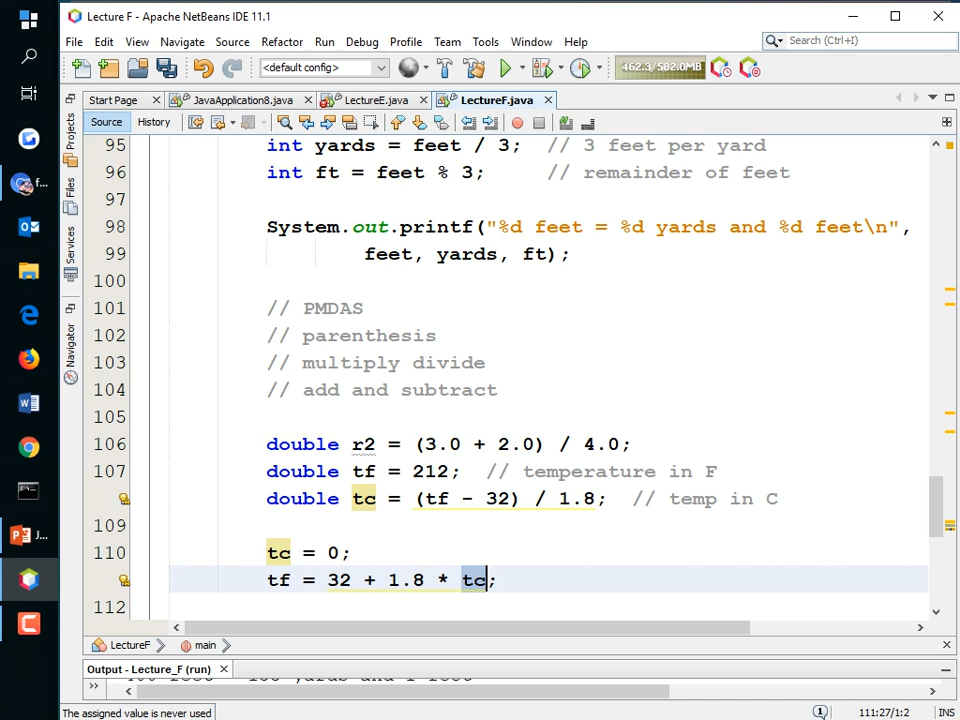 Lecture F - Apache NetBeans IDE 11.1
File Edit View Navigate Source Refactor Run Debug Profile Team Tools Window Help
Search (Ctrl+I)
<default config>
462.3/582.0MB
Start Page
JavaApplication8.java
LectureE.java
LectureF.java
Source
History
Projects
Files
Services
Navigator
f...
J...
95 int yards = feet / 3; // 3 feet per yard
96 int ft = feet % 3; // remainder of feet
97
98 System.out.printf("%d feet = %d yards and %d feet\n",
99 feet, yards, ft);
100
101 // PMDAS
102 // parenthesis
103 // multiply divide
104 // add and subtract
105
106 double r2 = (3.0 + 2.0) / 4.0;
107 double tf = 212; // temperature in F
double tc = (tf - 32) / 1.8; // temp in C
109
110 tc = 0;
tf = 32 + 1.8 * tc;
112
LectureF
main
Output - Lecture_F (run)
The assigned value is never used
1
111:27/1:2
INS